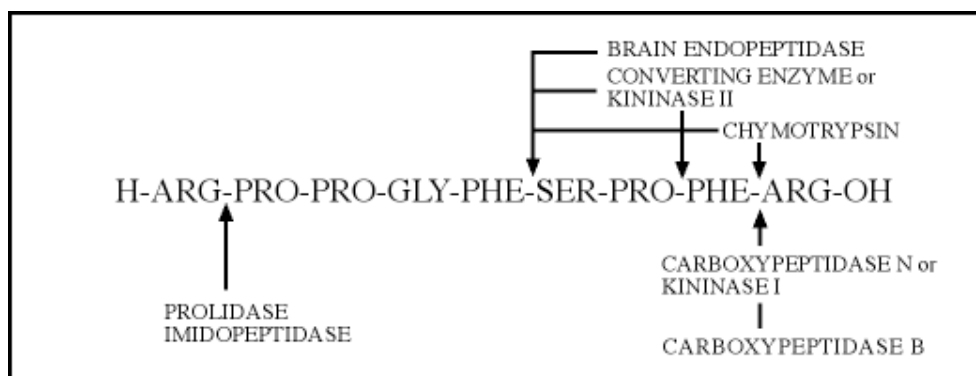 BRAIN ENDOPEPTIDASE
CONVERTING ENZYME or
KININASE II
CHYMOTRYPSIN
H-ARG-PRO-PRO-GLY-PHE-SER-PRO-PHE-ARG-OH
CARBOXYPEPTIDASE N or
KININASE I
PROLIDASE
IMIDOPEPTIDASE
CARBOXYPEPTIDASE B